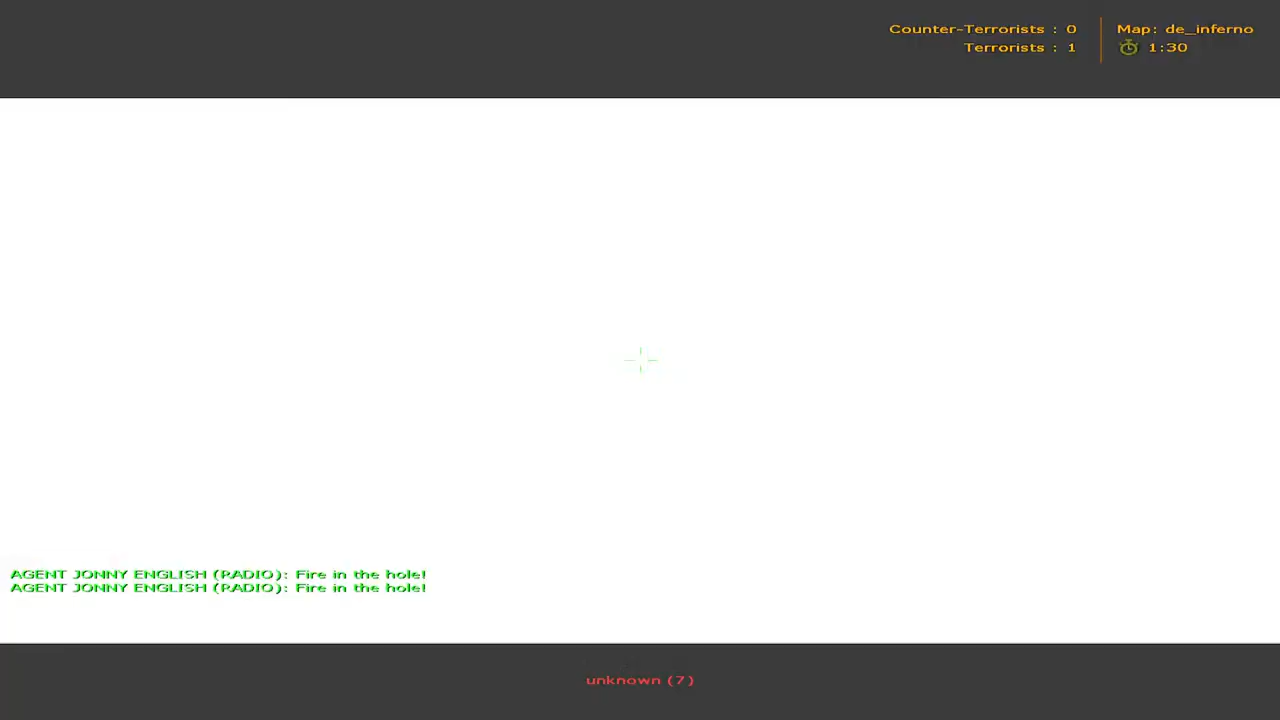 Counter-Terrorists : 0
Terrorists : 1
Map: de_inferno
1:30
AGENT JONNY ENGLISH (RADIO): Fire in the hole!
AGENT JONNY ENGLISH (RADIO): Fire in the hole!
unknown (7)